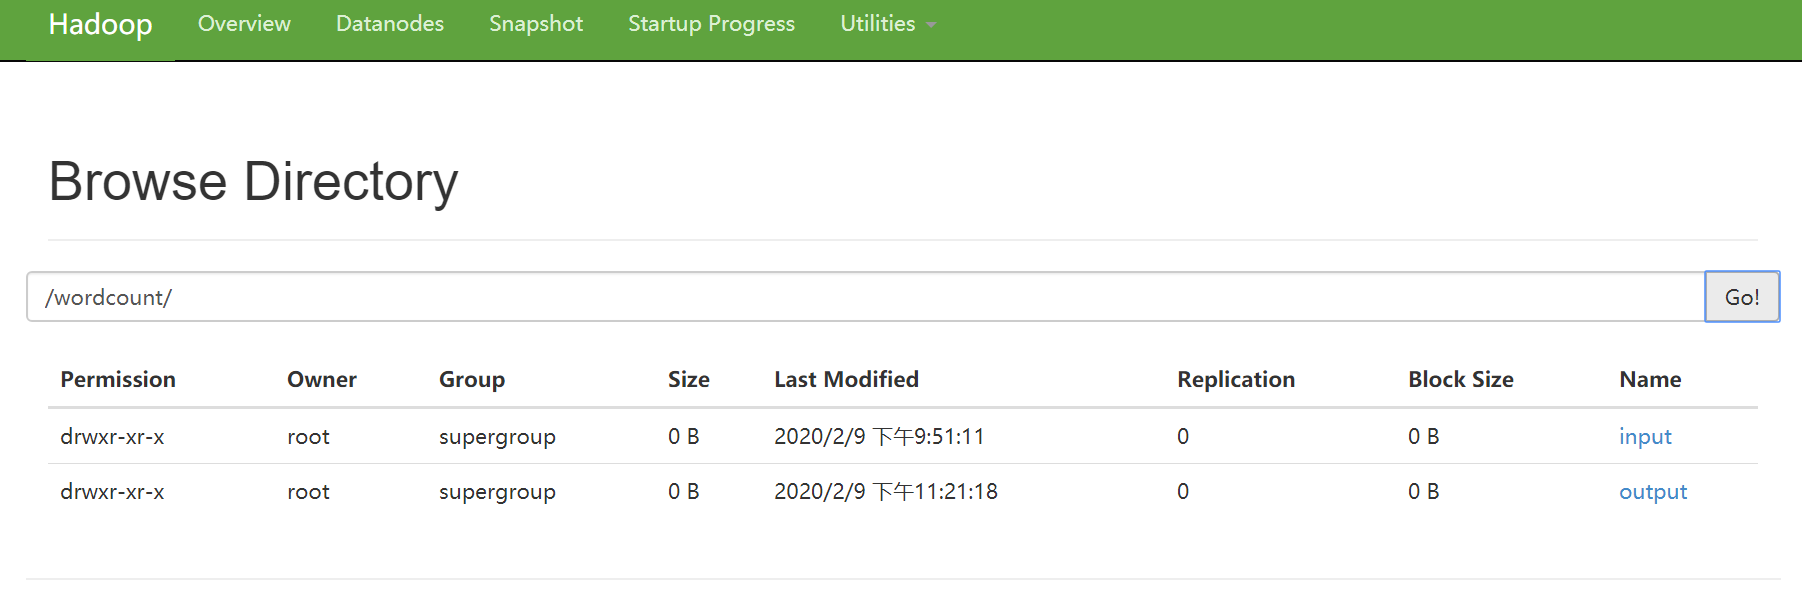 Hadoop Overview Datanodes Snapshot Startup Progress Utilities
Browse Directory
/wordcount/ Go!
Permission Owner Group Size Last Modified Replication Block Size Name
drwxr-xr-x root supergroup 0 B 2020/2/9 下午9:51:11 0 0 B input
drwxr-xr-x root supergroup 0 B 2020/2/9 下午11:21:18 0 0 B output